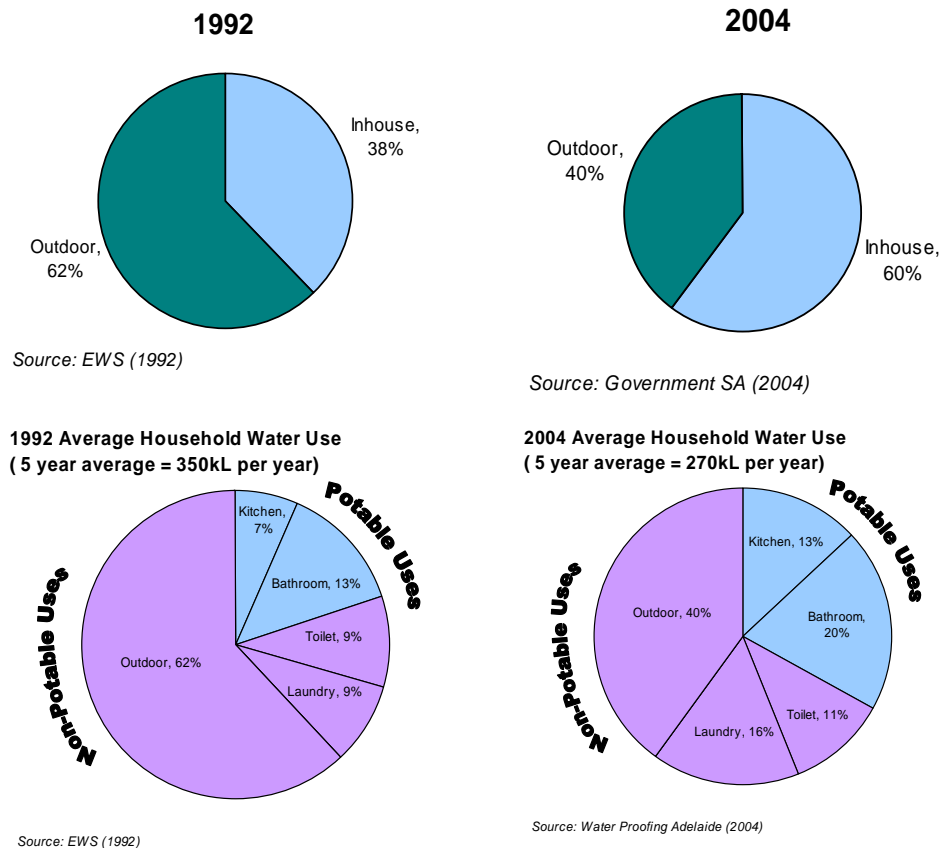 1992
Inhouse,
38%
Outdoor,
62%
Source: EWS (1992)
2004
Outdoor,
40%
Inhouse,
60%
Source: Government SA (2004)
1992 Average Household Water Use
( 5 year average = 350kL per year)
Potable Uses
Non-Potable Uses
Kitchen,
7%
Bathroom, 13%
Toilet, 9%
Laundry, 9%
Outdoor, 62%
Source: EWS (1992)
2004 Average Household Water Use
( 5 year average = 270kL per year)
Potable Uses
Non-Potable Uses
Kitchen, 13%
Bathroom,
20%
Toilet, 11%
Laundry, 16%
Outdoor, 40%
Source: Water Proofing Adelaide (2004)